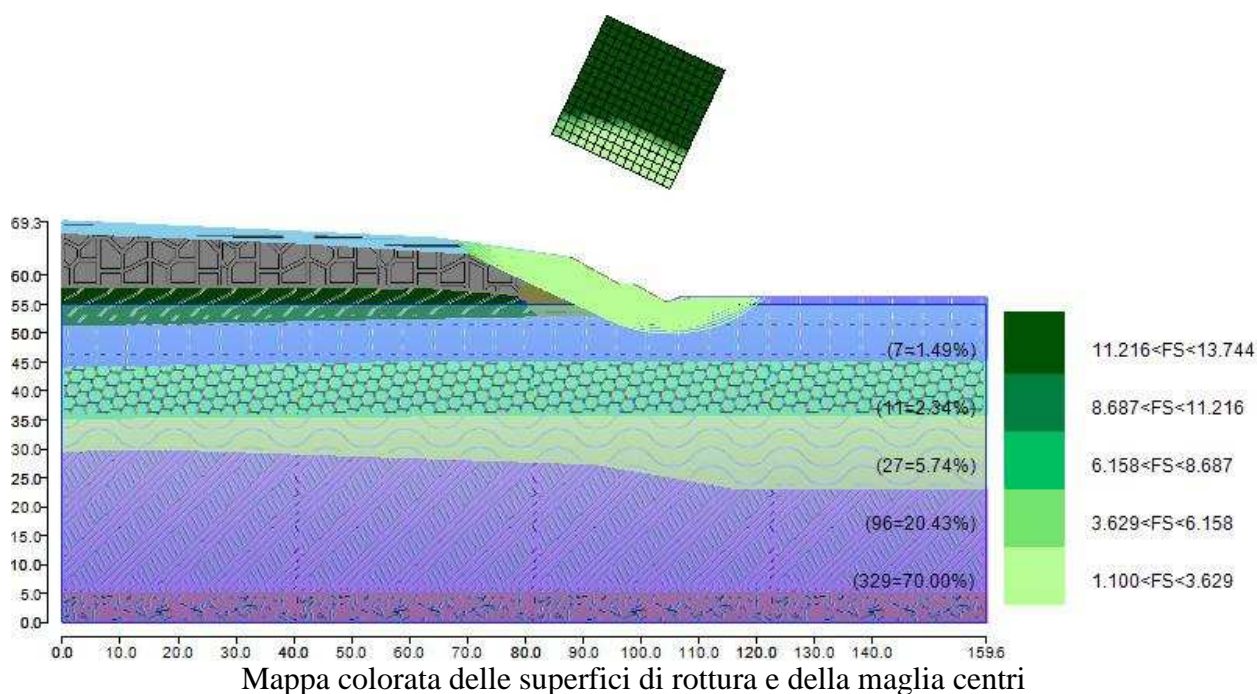 69.3
60.0
55.0
50.0
45.0
40.0
35.0
30.0
25.0
20.0
15.0
10.0
5.0
0.0
(7=1.49%)
11.216<FS<13.744
(11=2.34%)
8.687<FS<11.216
(27=5.74%)
6.158<FS<8.687
(96=20.43%)
3.629<FS<6.158
(329=70.00%)
1.100<FS<3.629
0.0 10.0 20.0 30.0 40.0 50.0 60.0 70.0 80.0 90.0 100.0 110.0 120.0 130.0 140.0 159.6
Mappa colorata delle superfici di rottura e della maglia centri